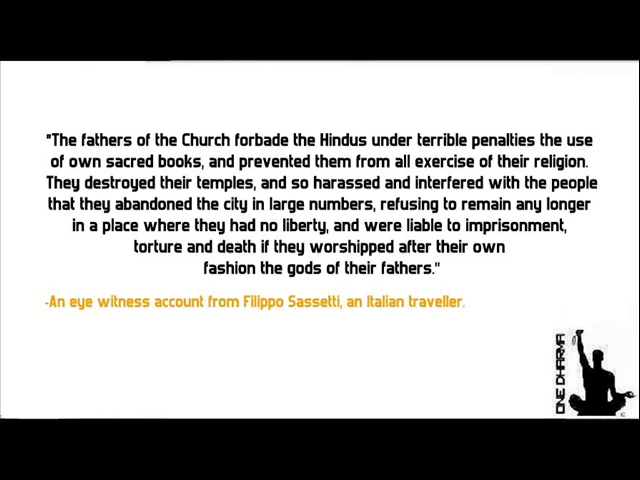 "The fathers of the Church forbade the Hindus under terrible penalties the use
of own sacred books, and prevented them from all exercise of their religion.
They destroyed their temples, and so harassed and interfered with the people
that they abandoned the city in large numbers, refusing to remain any longer
in a place where they had no liberty, and were liable to imprisonment,
torture and death if they worshipped after their own
fashion the gods of their fathers."
-An eye witness account from Filippo Sassetti, an Italian traveller.
ONE DHARMA